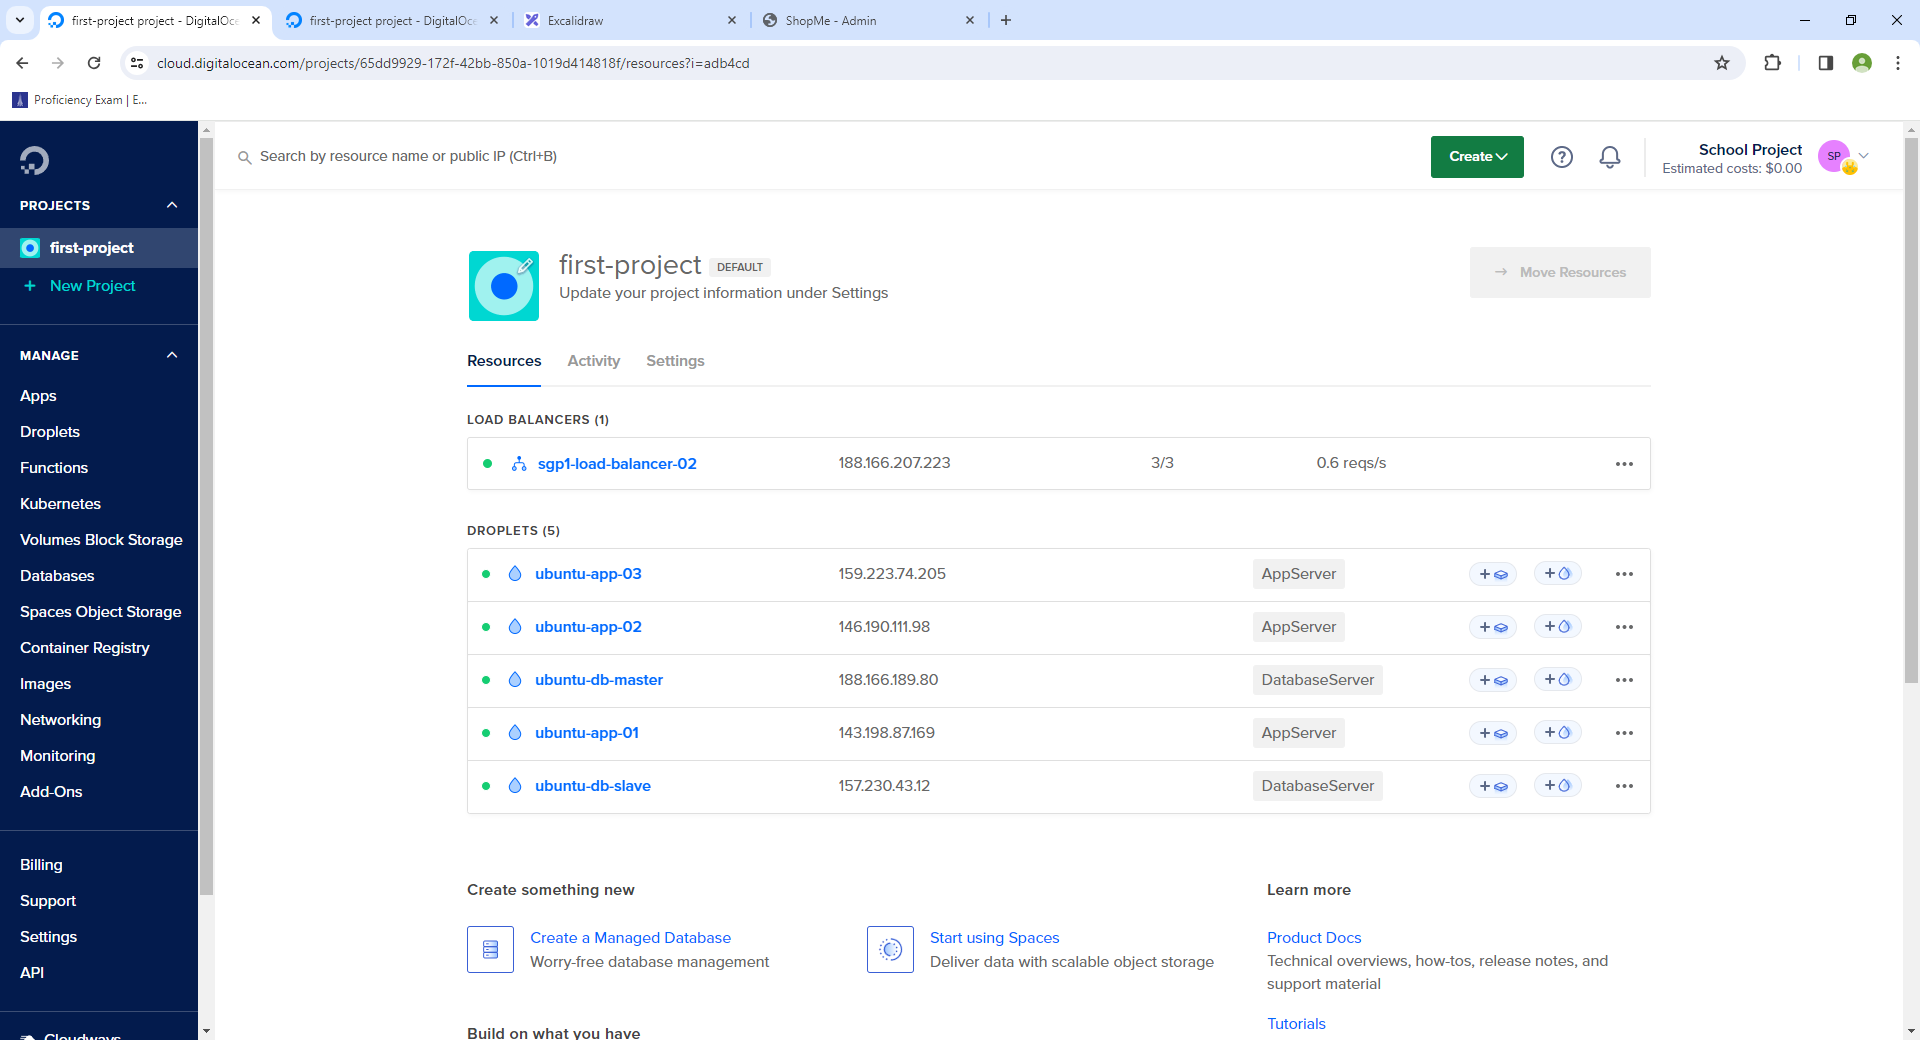 first-project project - DigitalOce
first-project project - DigitalOce
Excalidraw
ShopMe - Admin
cloud.digitalocean.com/projects/65dd9929-172f-42bb-850a-1019d414818f/resources?i=adb4cd
Proficiency Exam | E...
Search by resource name or public IP (Ctrl+B)
Create
School Project
Estimated costs: $0.00
SP
PROJECTS
first-project
New Project
MANAGE
Apps
Droplets
Functions
Kubernetes
Volumes Block Storage
Databases
Spaces Object Storage
Container Registry
Images
Networking
Monitoring
Add-Ons
Billing
Support
Settings
API
Cloudways
first-project DEFAULT
Update your project information under Settings
Move Resources
Resources Activity Settings
LOAD BALANCERS (1)
sgp1-load-balancer-02 188.166.207.223 3/3 0.6 reqs/s
DROPLETS (5)
ubuntu-app-03 159.223.74.205 AppServer
ubuntu-app-02 146.190.111.98 AppServer
ubuntu-db-master 188.166.189.80 DatabaseServer
ubuntu-app-01 143.198.87.169 AppServer
ubuntu-db-slave 157.230.43.12 DatabaseServer
Create something new
Create a Managed Database
Worry-free database management
Start using Spaces
Deliver data with scalable object storage
Build on what you have
Learn more
Product Docs
Technical overviews, how-tos, release notes, and
support material
Tutorials